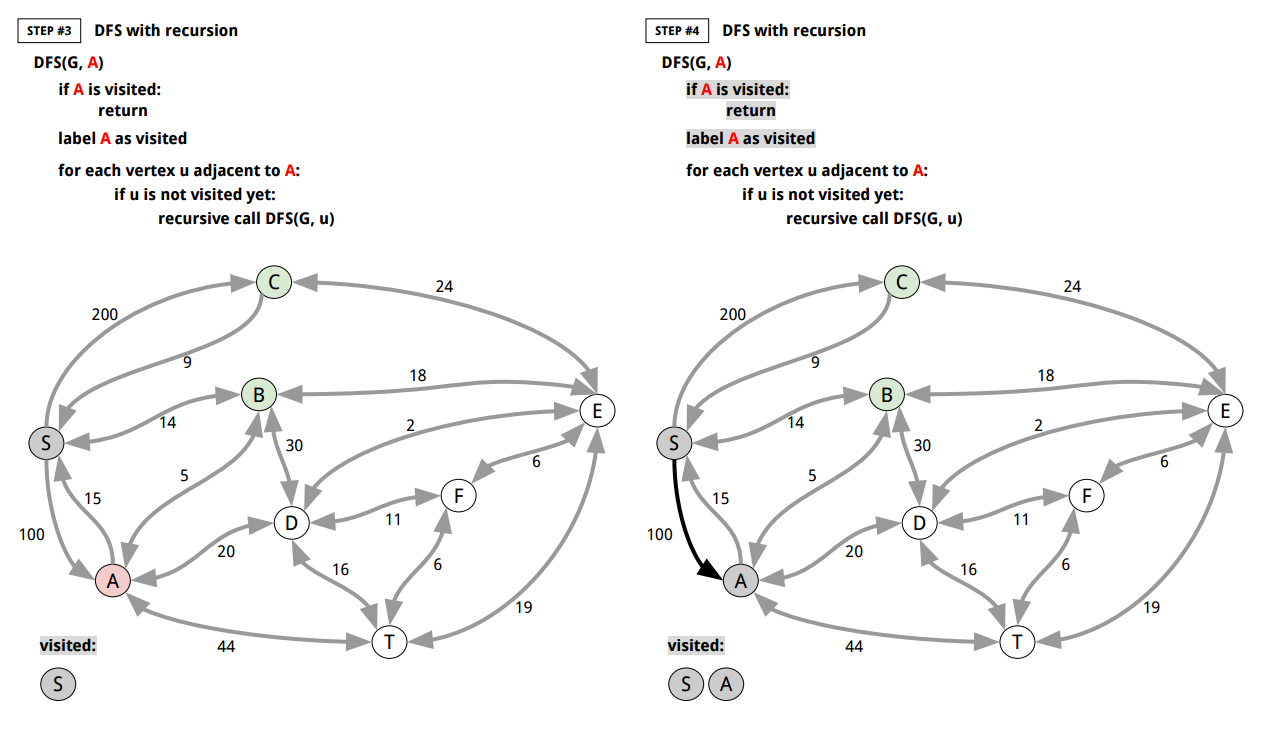 STEP #3 DFS with recursion
DFS(G, A)
if A is visited:
return
label A as visited
for each vertex u adjacent to A:
if u is not visited yet:
recursive call DFS(G, u)
C
24
200
9
18
B
E
14
2
S
30
6
5
15
F
D
11
100
20
16
6
A
19
44
T
visited:
S
STEP #4 DFS with recursion
DFS(G, A)
if A is visited:
return
label A as visited
for each vertex u adjacent to A:
if u is not visited yet:
recursive call DFS(G, u)
C
24
200
9
18
B
E
14
2
S
30
6
5
15
F
D
11
100
20
16
6
A
19
44
T
visited:
S A